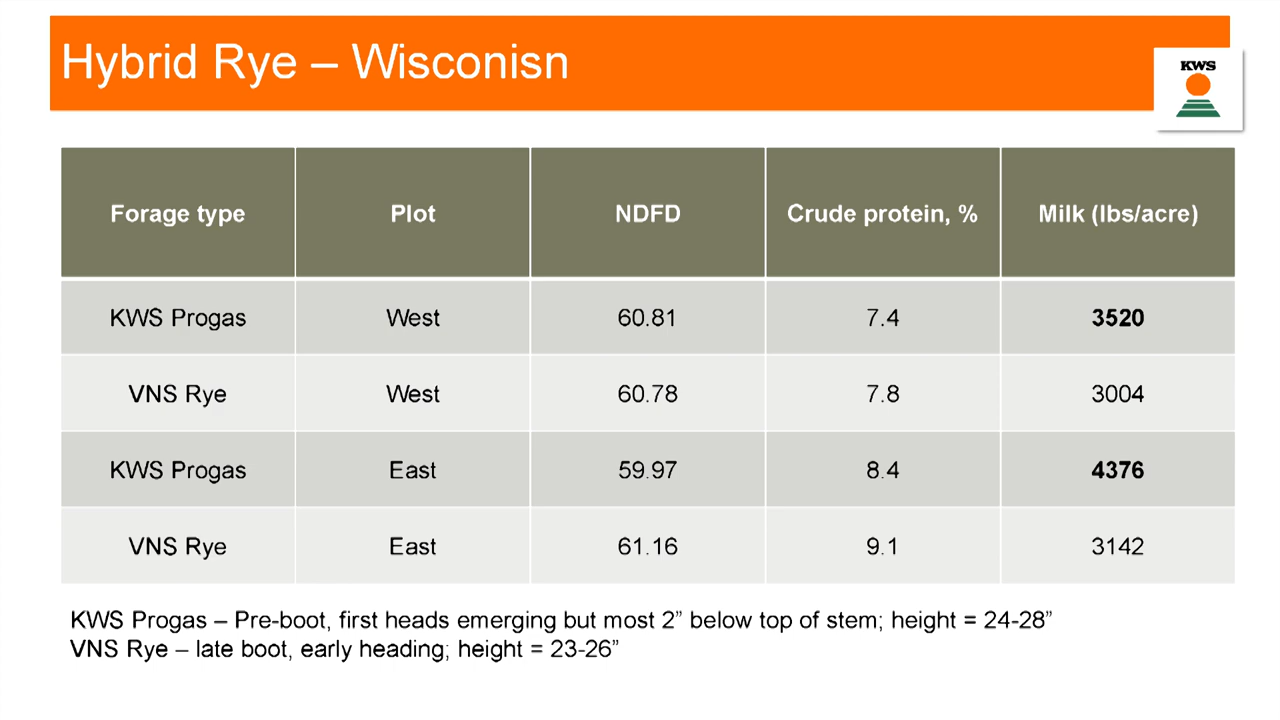 Hybrid Rye – Wisconisn
KWS
Forage type Plot NDFD Crude protein, % Milk (lbs/acre)
KWS Progas West 60.81 7.4 3520
VNS Rye West 60.78 7.8 3004
KWS Progas East 59.97 8.4 4376
VNS Rye East 61.16 9.1 3142
KWS Progas – Pre-boot, first heads emerging but most 2” below top of stem; height = 24-28”
VNS Rye – late boot, early heading; height = 23-26”